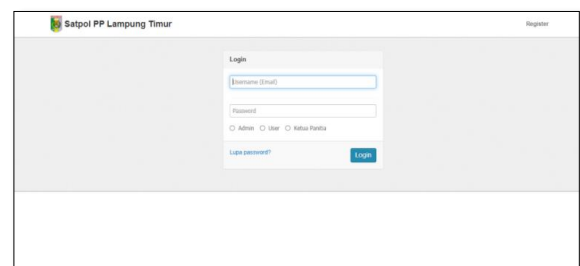 Satpol PP Lampung Timur
Register
Login
Username (Email)
Password
Admin User Ketua Panitia
Lupa password?
Login